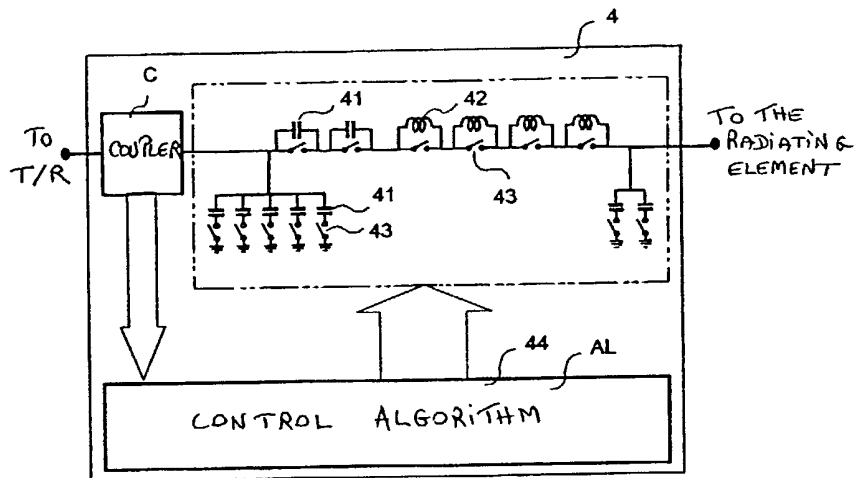 4
C
41
42
TO
T/R
COUPLER
TO THE
RADIATING
ELEMENT
43
41
43
44
AL
CONTROL ALGORITHM